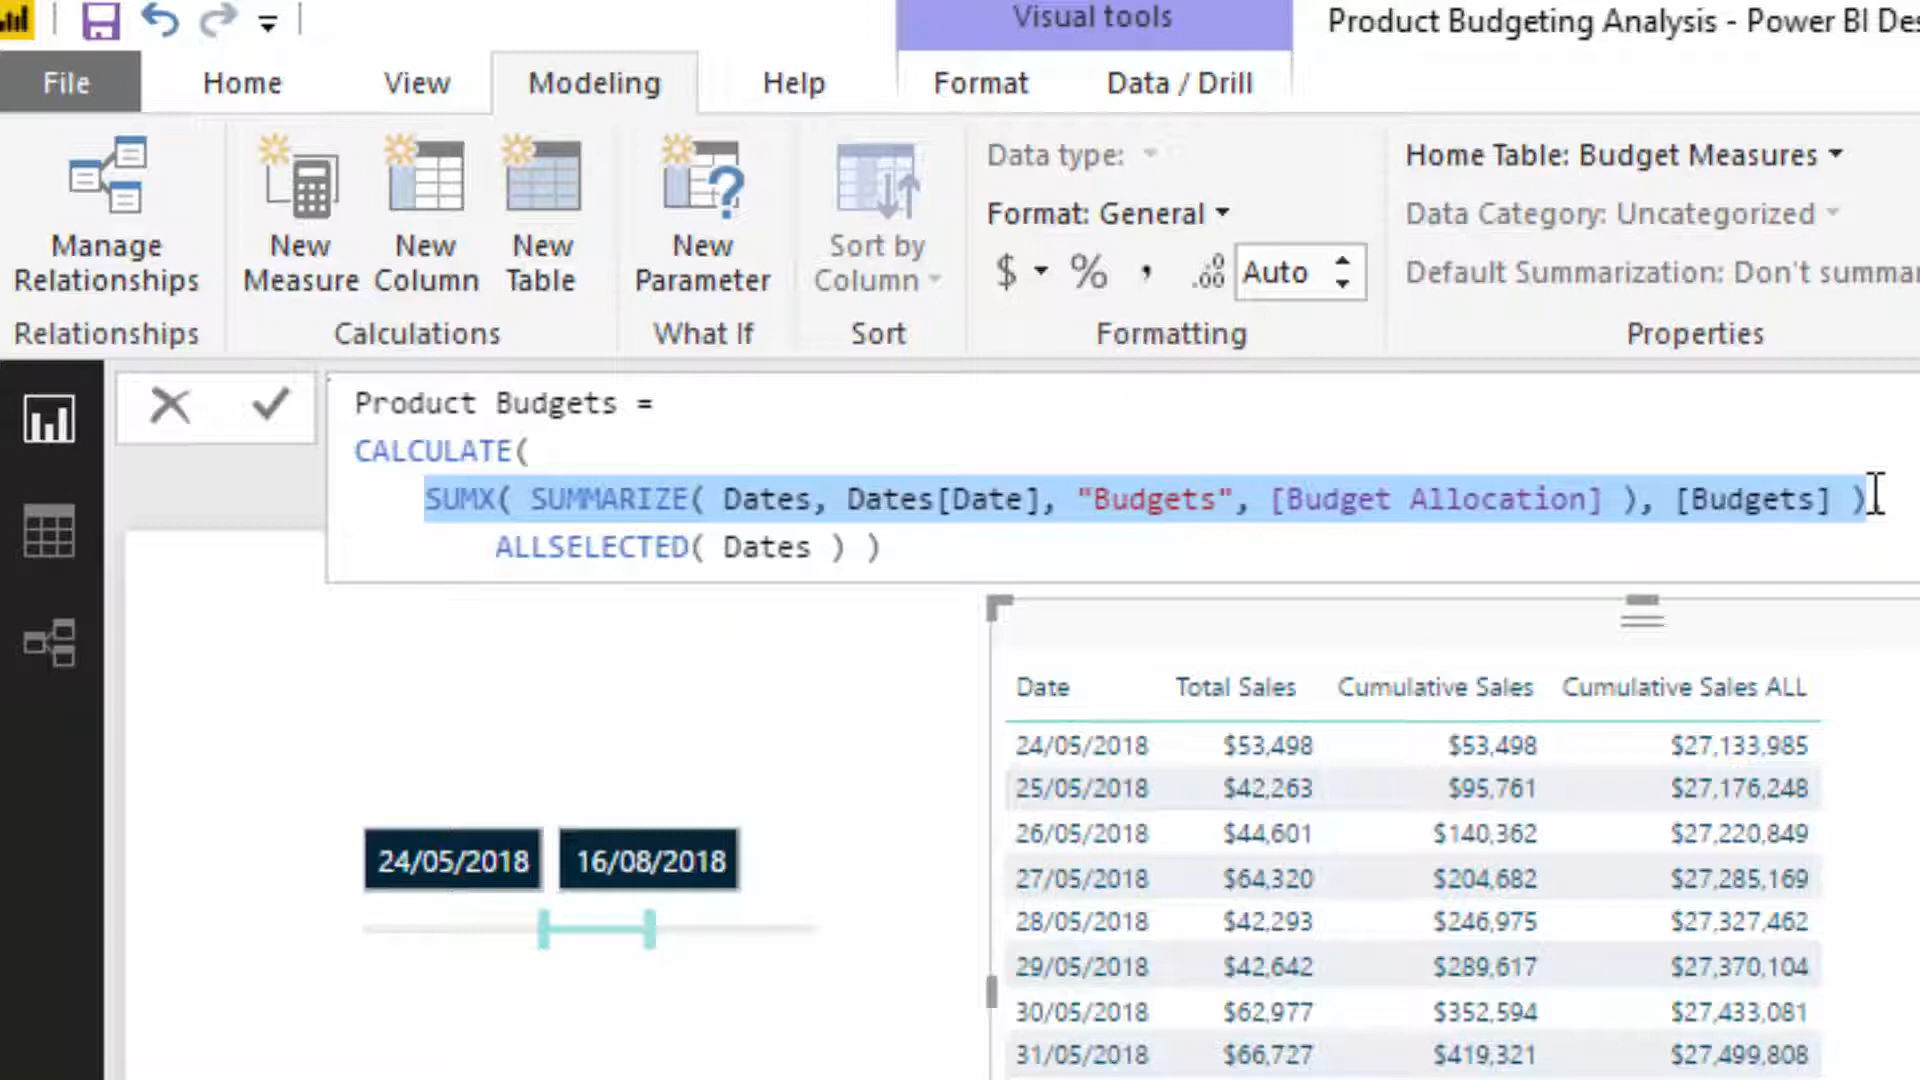 Visual tools
Product Budgeting Analysis - Power BI
File Home View Modeling Help Format Data / Drill
Manage Relationships
New Measure
New Column
New Table
New Parameter
Sort by Column
Data type:
Format: General
$ % , .00 Auto
Home Table: Budget Measures
Data Category: Uncategorized
Default Summarization: Don't
Relationships Calculations What If Sort Formatting Properties
Product Budgets =
CALCULATE(
SUMX( SUMMARIZE( Dates, Dates[Date], "Budgets", [Budget Allocation] ), [Budgets] )
ALLSELECTED( Dates ) )
24/05/2018 16/08/2018
Date Total Sales Cumulative Sales Cumulative Sales ALL
24/05/2018 $53,498 $53,498 $27,133,985
25/05/2018 $42,263 $95,761 $27,176,248
26/05/2018 $44,601 $140,362 $27,220,849
27/05/2018 $64,320 $204,682 $27,285,169
28/05/2018 $42,293 $246,975 $27,327,462
29/05/2018 $42,642 $289,617 $27,370,104
30/05/2018 $62,977 $352,594 $27,433,081
31/05/2018 $66,727 $419,321 $27,499,808